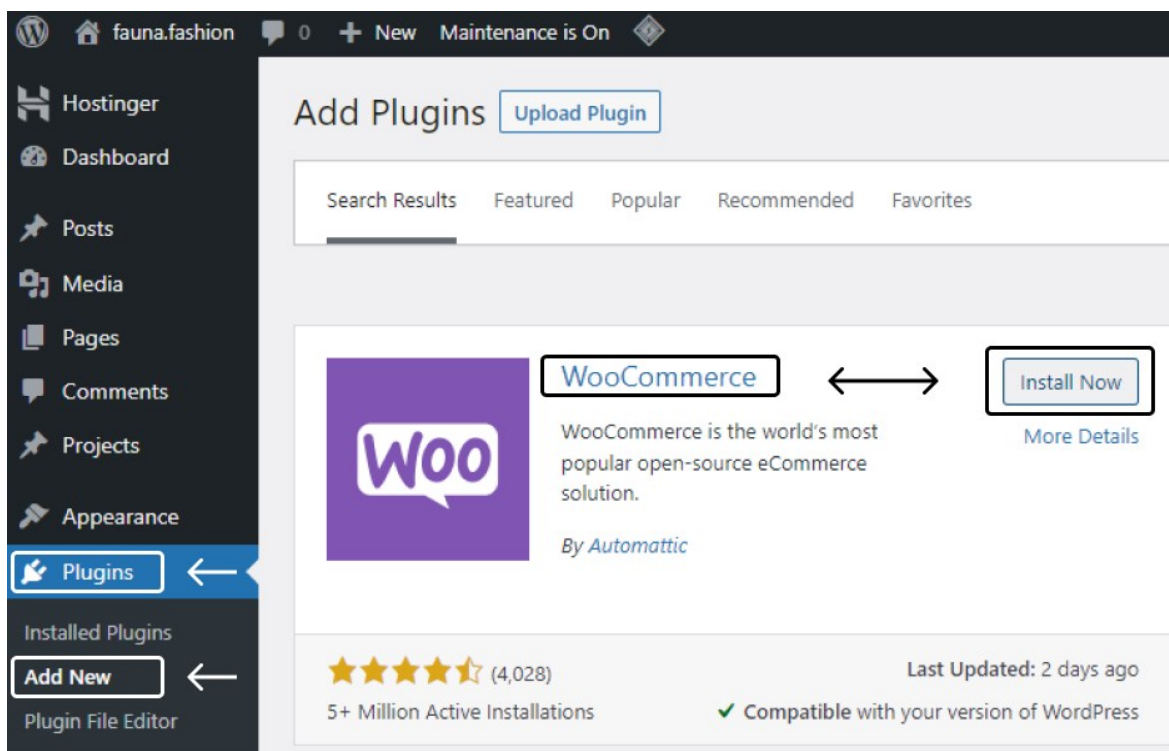 fauna.fashion 0 New Maintenance is On
Hostinger
Dashboard
Posts
Media
Pages
Comments
Projects
Appearance
Plugins
Installed Plugins
Add New
Plugin File Editor
Add Plugins Upload Plugin
Search Results Featured Popular Recommended Favorites
Woo
WooCommerce
Install Now
More Details
WooCommerce is the world's most
popular open-source eCommerce
solution.
By Automattic
(4,028)
5+ Million Active Installations
Last Updated: 2 days ago
Compatible with your version of WordPress